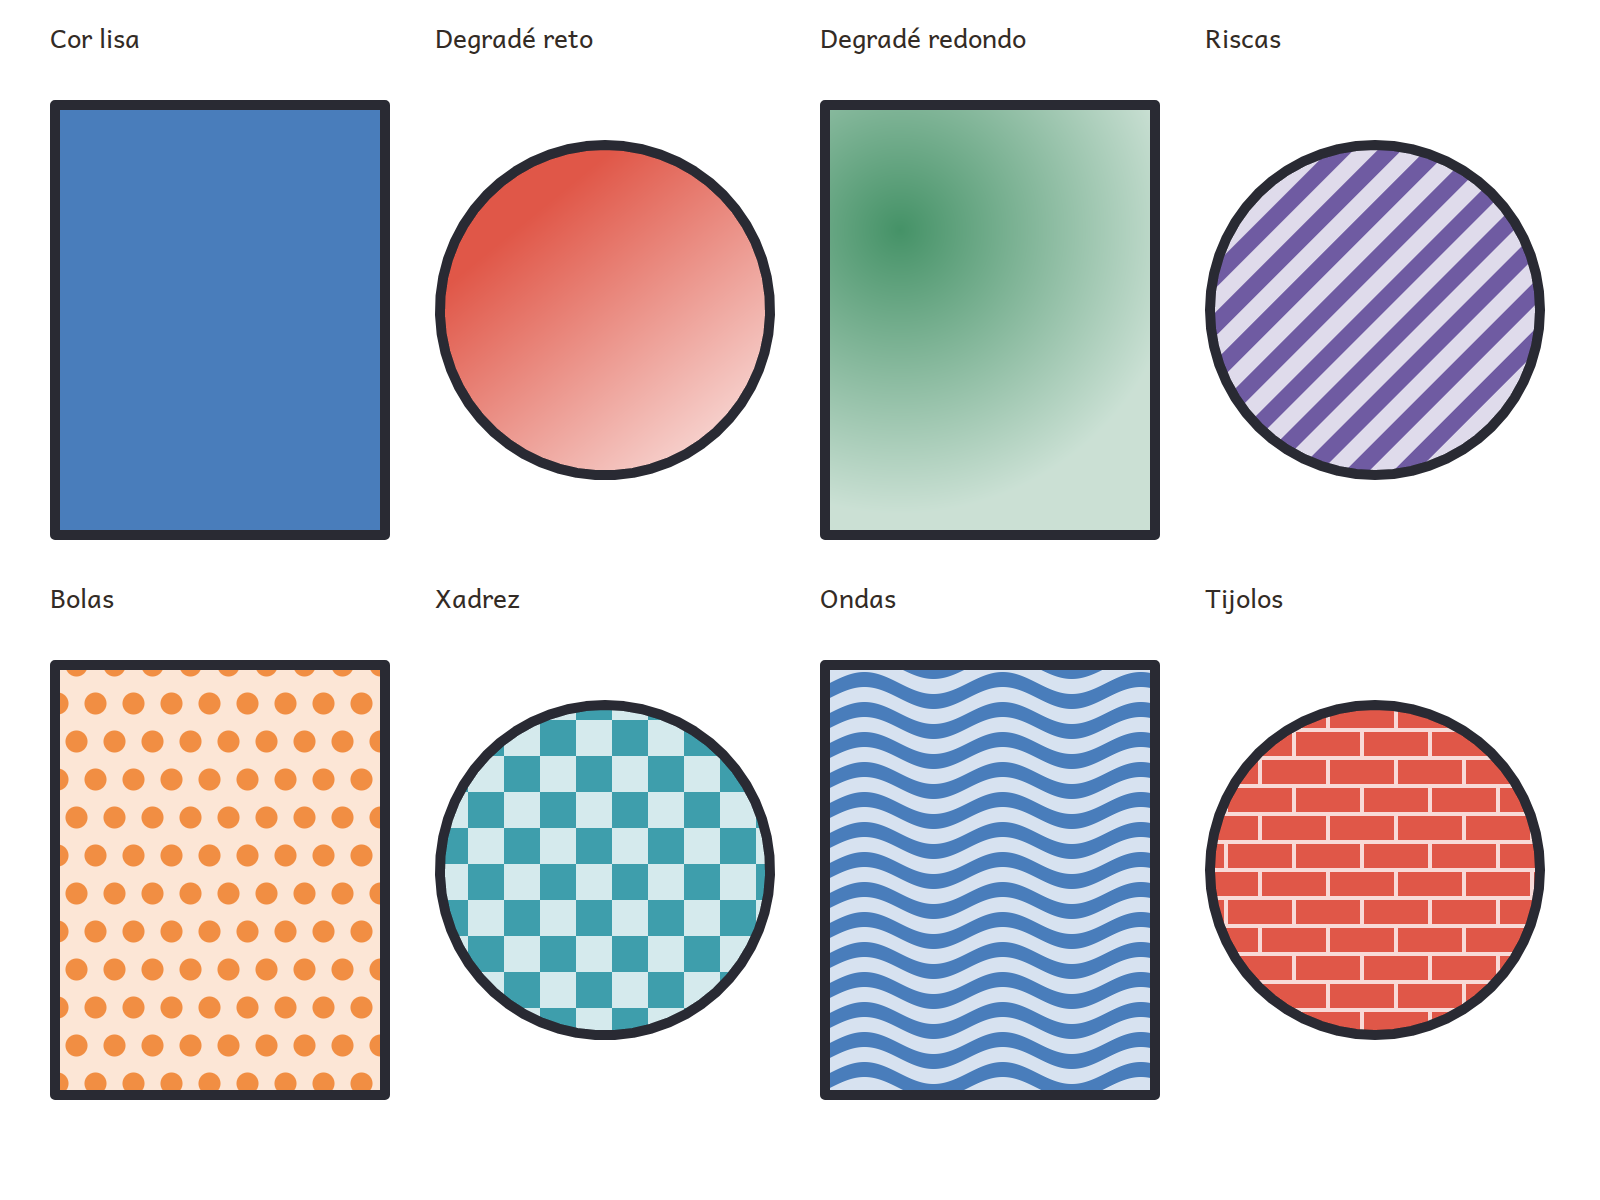 Cor lisa
Degradé reto
Degradé redondo
Riscas
Bolas
Xadrez
Ondas
Tijolos